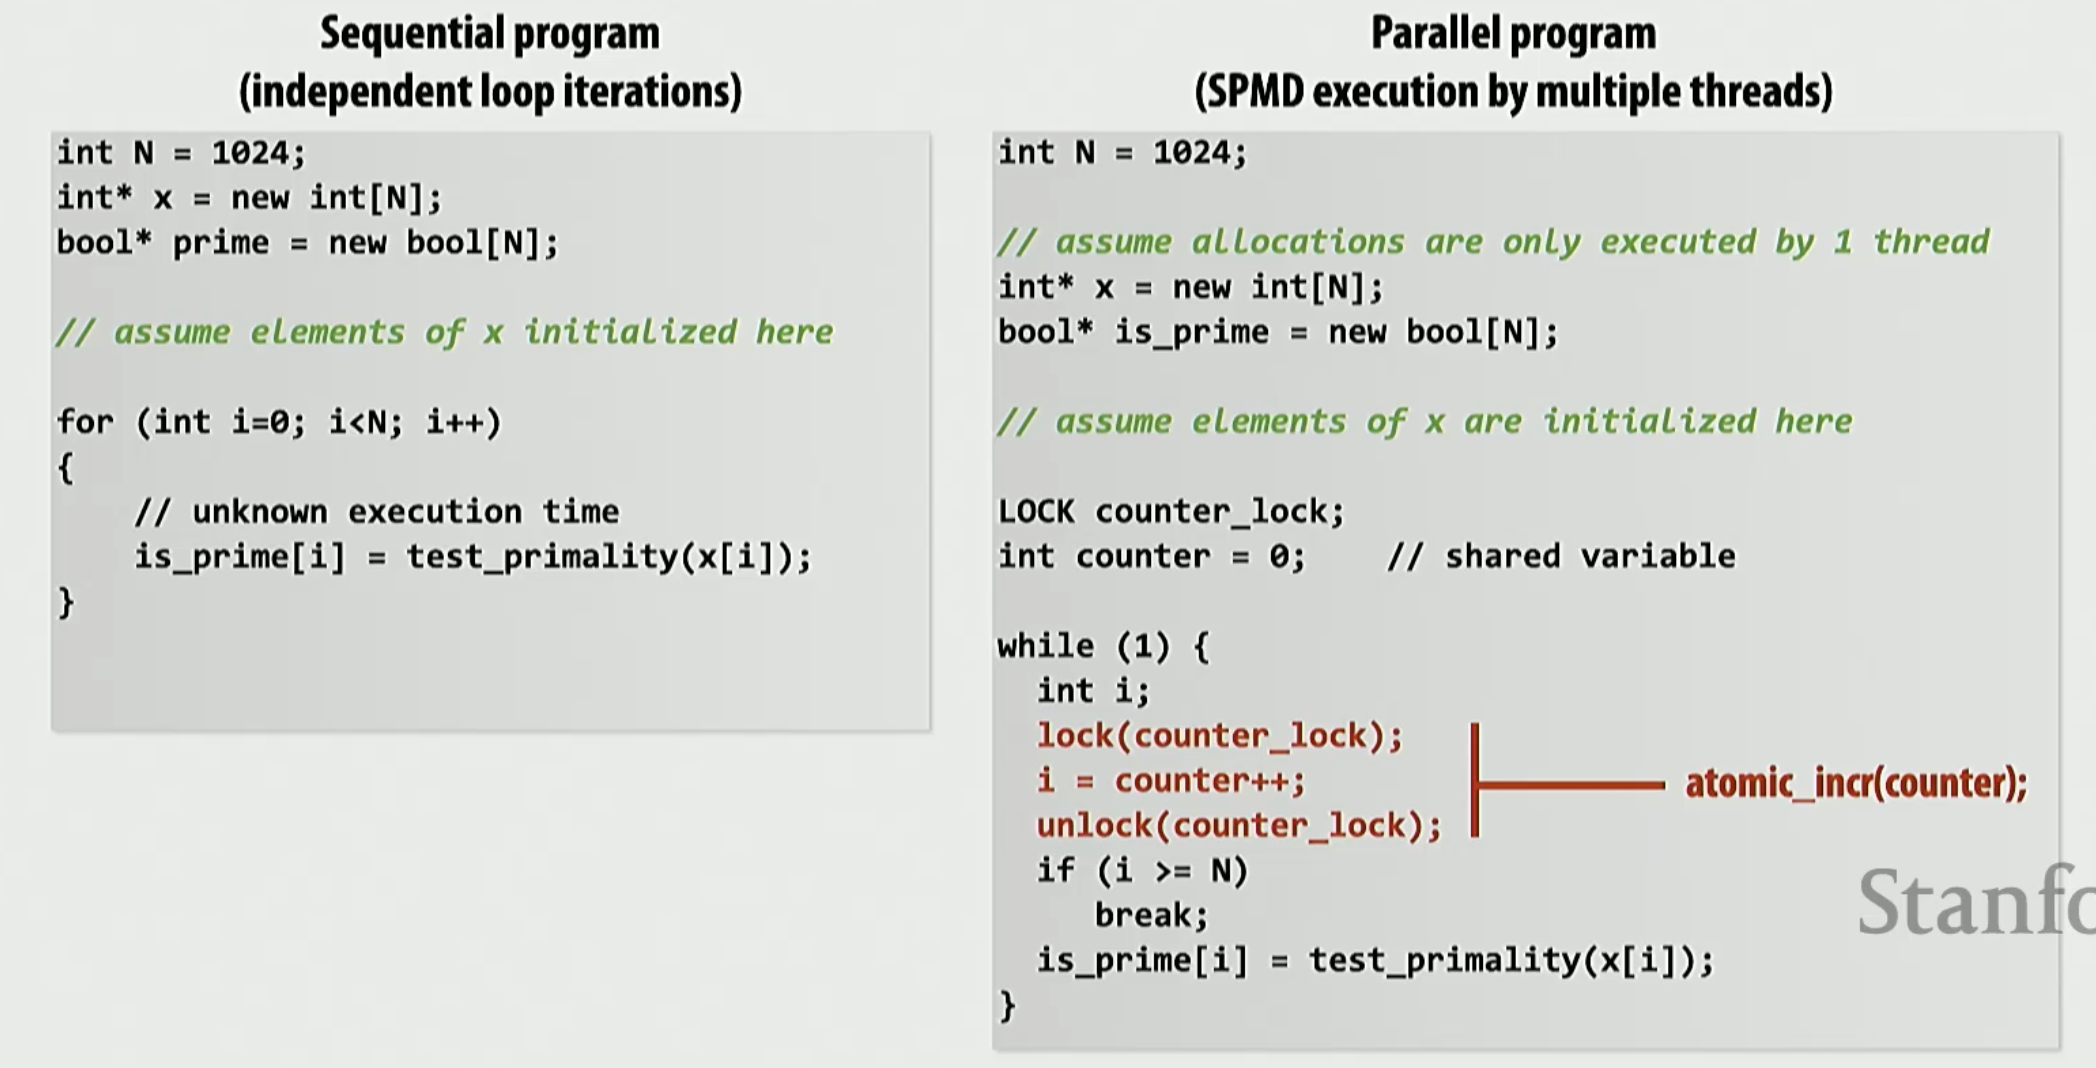 Sequential program
(independent loop iterations)
int N = 1024;
int* x = new int[N];
bool* prime = new bool[N];
// assume elements of x initialized here
for (int i=0; i<N; i++)
{
    // unknown execution time
    is_prime[i] = test_primality(x[i]);
}
Parallel program
(SPMD execution by multiple threads)
int N = 1024;
// assume allocations are only executed by 1 thread
int* x = new int[N];
bool* is_prime = new bool[N];
// assume elements of x are initialized here
LOCK counter_lock;
int counter = 0;    // shared variable
while (1) {
  int i;
  lock(counter_lock);
  i = counter++;
  unlock(counter_lock);
atomic_incr(counter);
  if (i >= N)
     break;
  is_prime[i] = test_primality(x[i]);
}
Stanfo